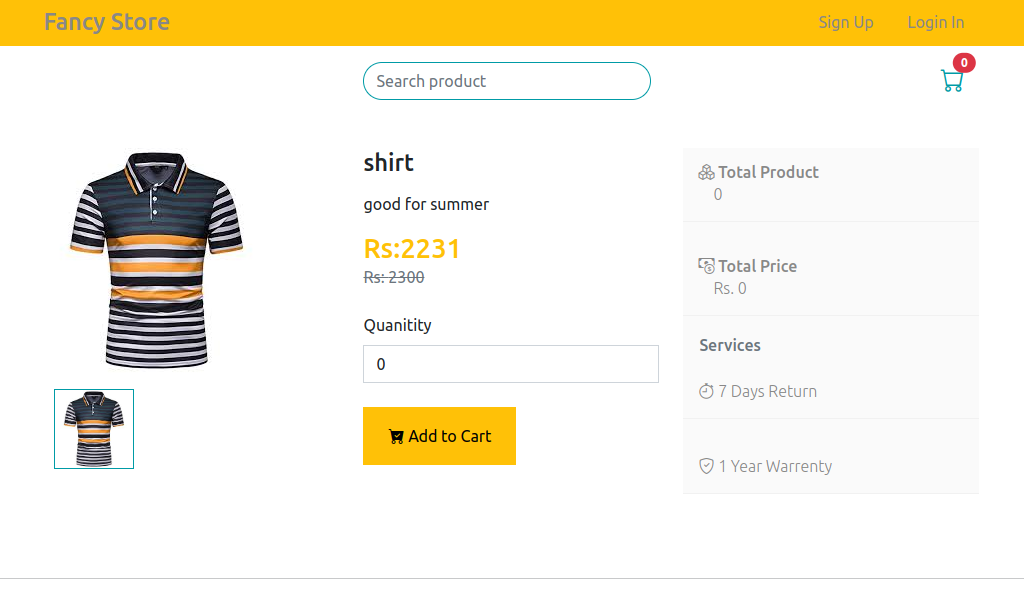 Fancy Store
Sign Up
Login In
Search product
0
shirt
good for summer
Rs:2231
Rs: 2300
Quanitity
0
Add to Cart
Total Product
0
Total Price
Rs. 0
Services
7 Days Return
1 Year Warrenty